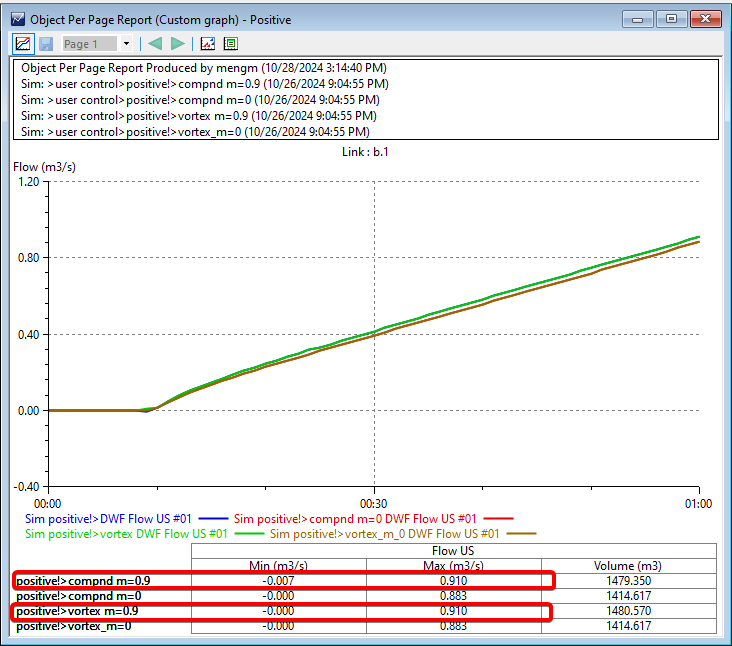 Object Per Page Report (Custom graph) - Positive
Page 1
Object Per Page Report Produced by mengm (10/28/2024 3:14:40 PM)
Sim: >user control>positive!>compnd m=0.9 (10/26/2024 9:04:55 PM)
Sim: >user control>positive!>compnd m=0 (10/26/2024 9:04:55 PM)
Sim: >user control>positive!>vortex m=0.9 (10/26/2024 9:04:55 PM)
Sim: >user control>positive!>vortex_m=0 (10/26/2024 9:04:55 PM)
Link : b.1
Flow (m3/s)
1.20
0.80
0.40
0.00
-0.40
00:00 00:30 01:00
Sim positive!>DWF Flow US #01 Sim positive!>compnd m=0 DWF Flow US #01
Sim positive!>vortex DWF Flow US #01 Sim positive!>vortex_m_0 DWF Flow US #01
Flow US
Min (m3/s) Max (m3/s) Volume (m3)
positive!>compnd m=0.9 -0.007 0.910 1479.350
positive!>compnd m=0 -0.000 0.883 1414.617
positive!>vortex m=0.9 -0.000 0.910 1480.570
positive!>vortex_m=0 -0.000 0.883 1414.617